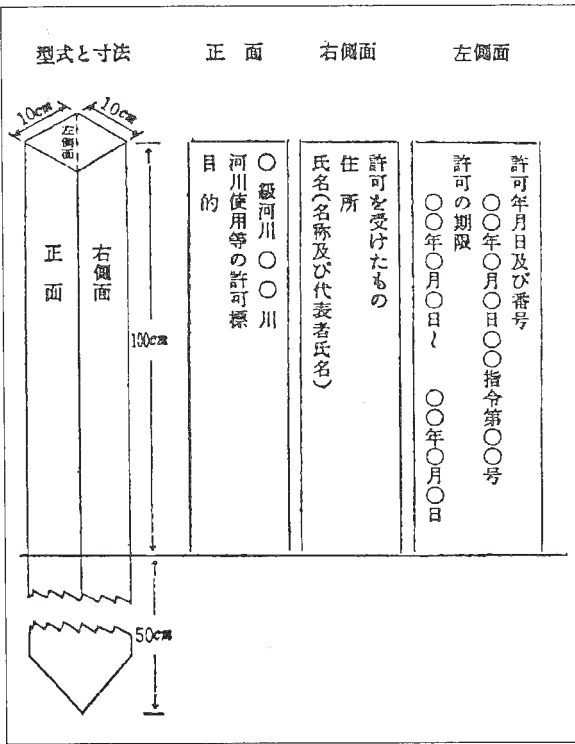 型式と寸法
正面
右側面
左側面
10cm
10cm
左側面
正面
右側面
100cm
50cm
○級河川○○川
河川使用等の許可標
目的
許可を受けたもの
住所
氏名(名称及び代表者氏名)
許可年月日及び番号
○○年○月○日○○指令第○○号
許可の期限
○○年○月○日~○○年○月○日